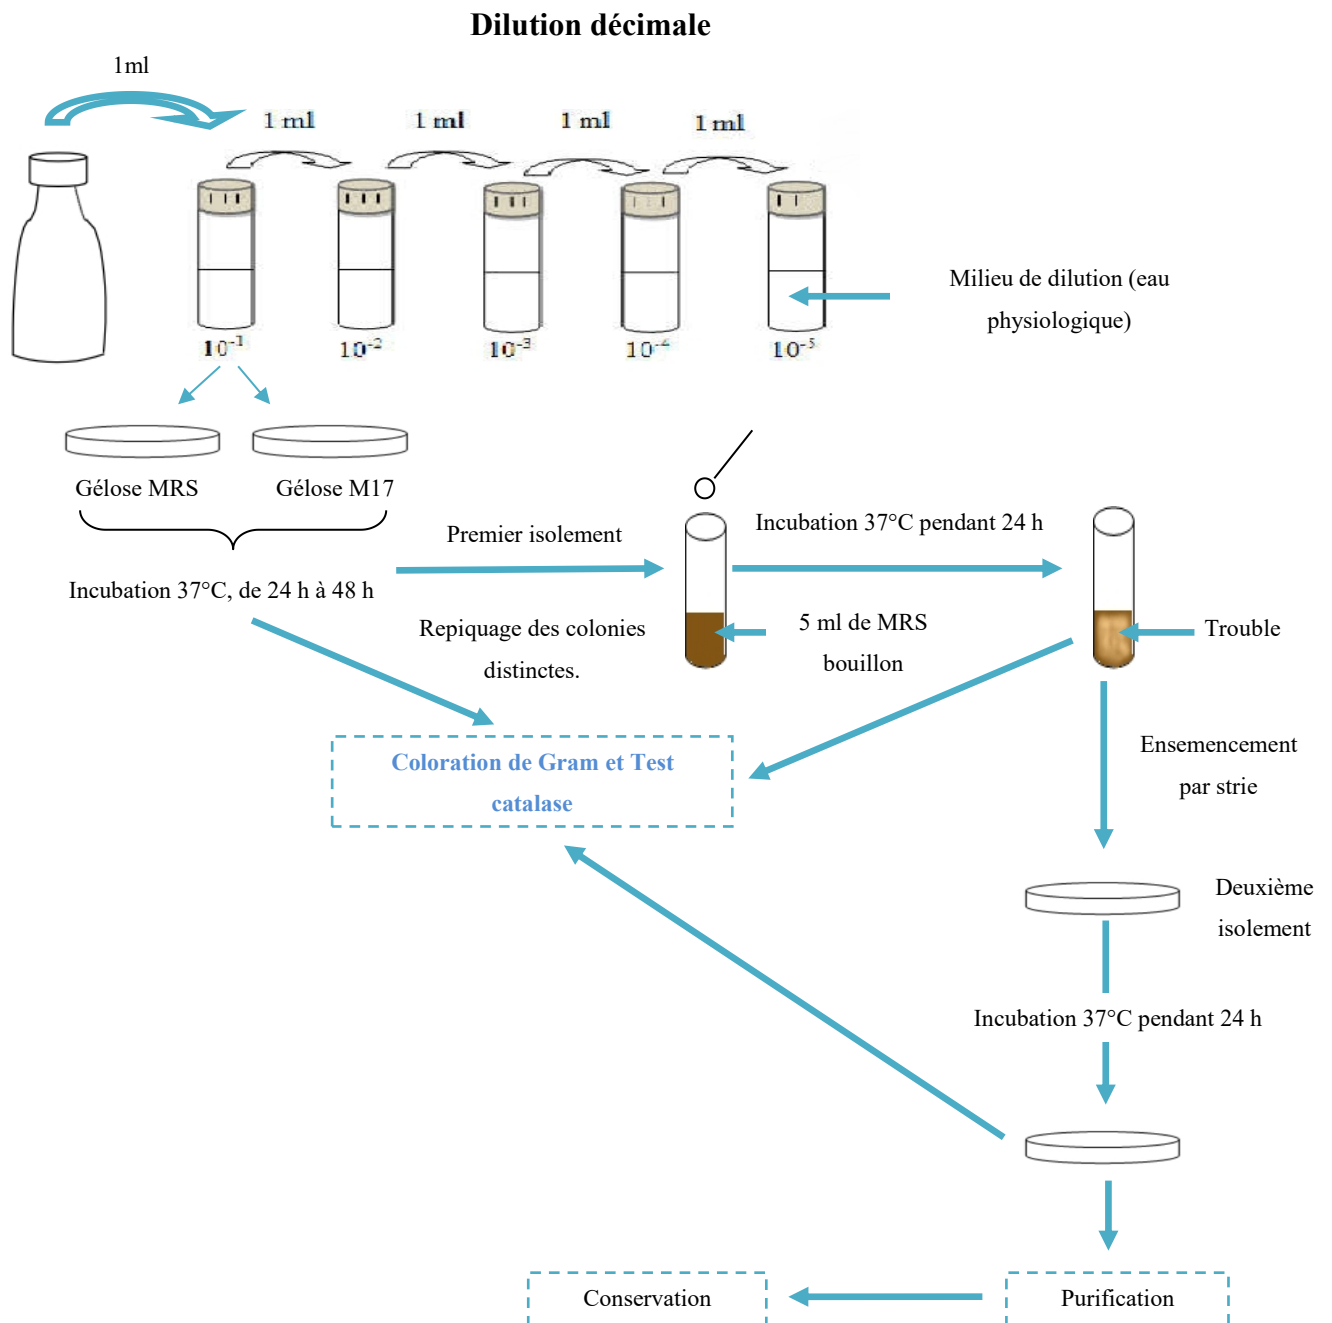 Dilution décimale
1ml
1 ml
1 ml
1 ml
1 ml
Milieu de dilution (eau
physiologique)
10⁻¹
10⁻²
10⁻³
10⁻⁴
10⁻⁵
Gélose MRS
Gélose M17
Premier isolement
Incubation 37°C pendant 24 h
Incubation 37°C, de 24 h à 48 h
Repiquage des colonies
distinctes.
5 ml de MRS
bouillon
Trouble
Coloration de Gram et Test
catalase
Ensemencement
par strie
Deuxième
isolement
Incubation 37°C pendant 24 h
Conservation
Purification